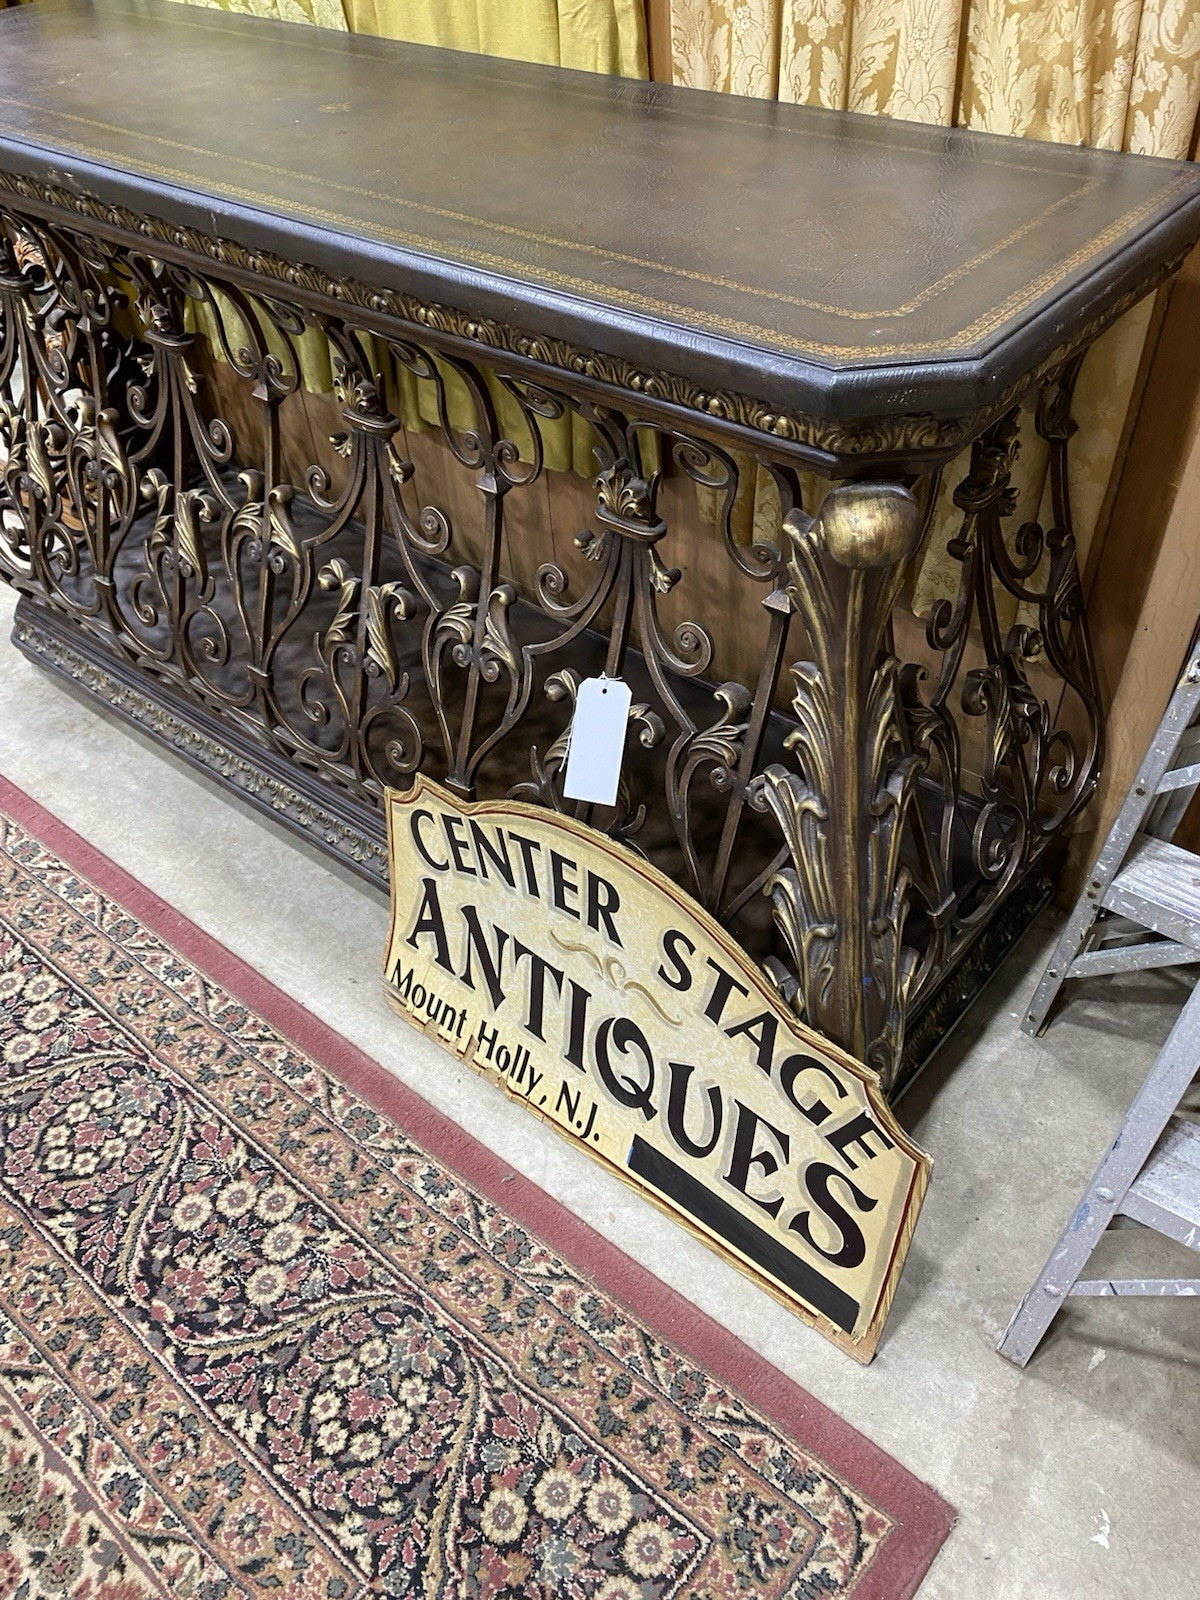 CENTER STAGE
ANTIQUES
Mount Holly, N.J.